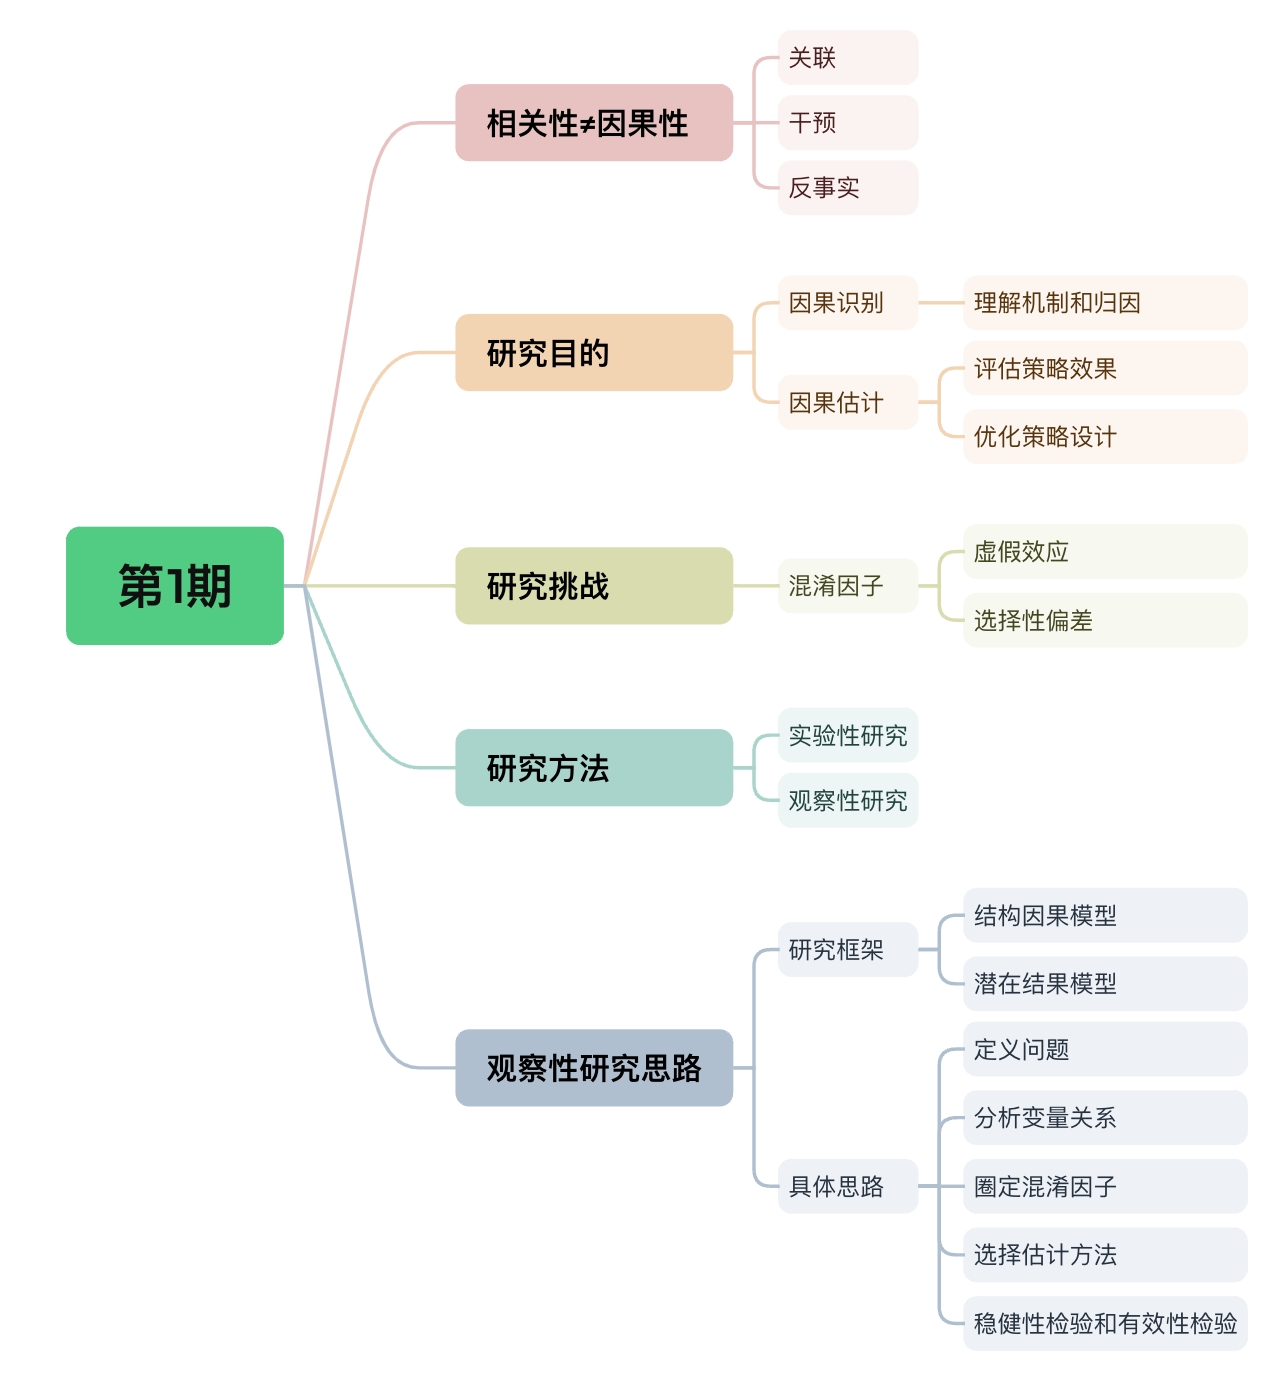 第1期
相关性≠因果性
关联
干预
反事实
研究目的
因果识别
理解机制和归因
因果估计
评估策略效果
优化策略设计
研究挑战
混淆因子
虚假效应
选择性偏差
研究方法
实验性研究
观察性研究
观察性研究思路
研究框架
结构因果模型
潜在结果模型
具体思路
定义问题
分析变量关系
圈定混淆因子
选择估计方法
稳健性检验和有效性检验